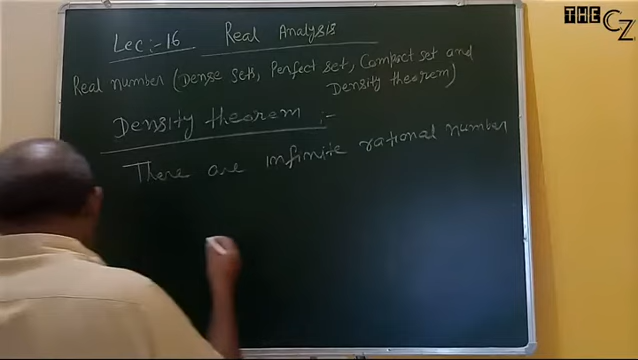 THE CZ
Lec:-16 Real Analysis
Real number (Dense sets, Perfect set, Compact set and
Density theorem)
Density theorem :-
There are infinite rational number